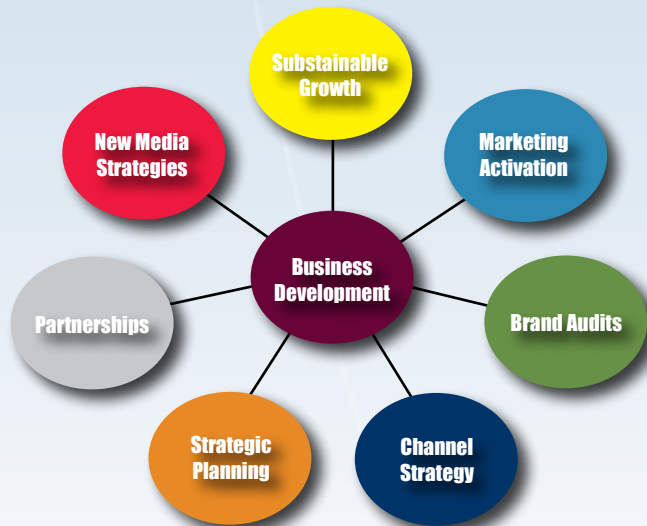 Substainable
Growth
New Media
Strategies
Marketing
Activation
Business
Development
Partnerships
Brand Audits
Strategic
Planning
Channel
Strategy